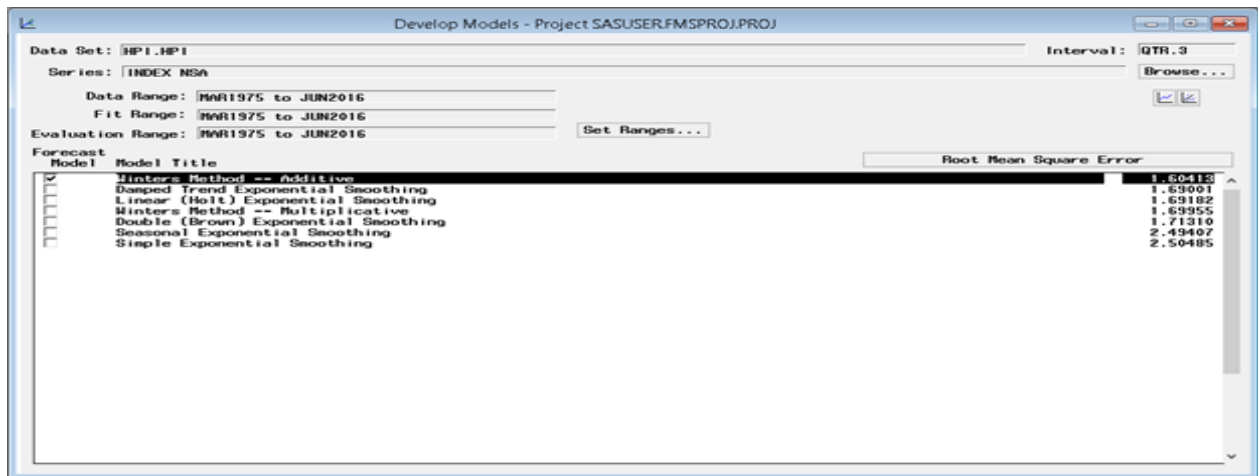 Develop Models - Project SASUSER.FMSPROJ.PROJ
Data Set: HPI.HPI Interval: QTR.3
Series: INDEX NSA Browse...
Data Range: MAR1975 to JUN2016
Fit Range: MAR1975 to JUN2016
Evaluation Range: MAR1975 to JUN2016 Set Ranges...
Forecast
Model Model Title Root Mean Square Error
Winters Method -- Additive 1.60413
Damped Trend Exponential Smoothing 1.69001
Linear (Holt) Exponential Smoothing 1.69182
Winters Method -- Multiplicative 1.69955
Double (Brown) Exponential Smoothing 1.71310
Seasonal Exponential Smoothing 2.49407
Simple Exponential Smoothing 2.50485